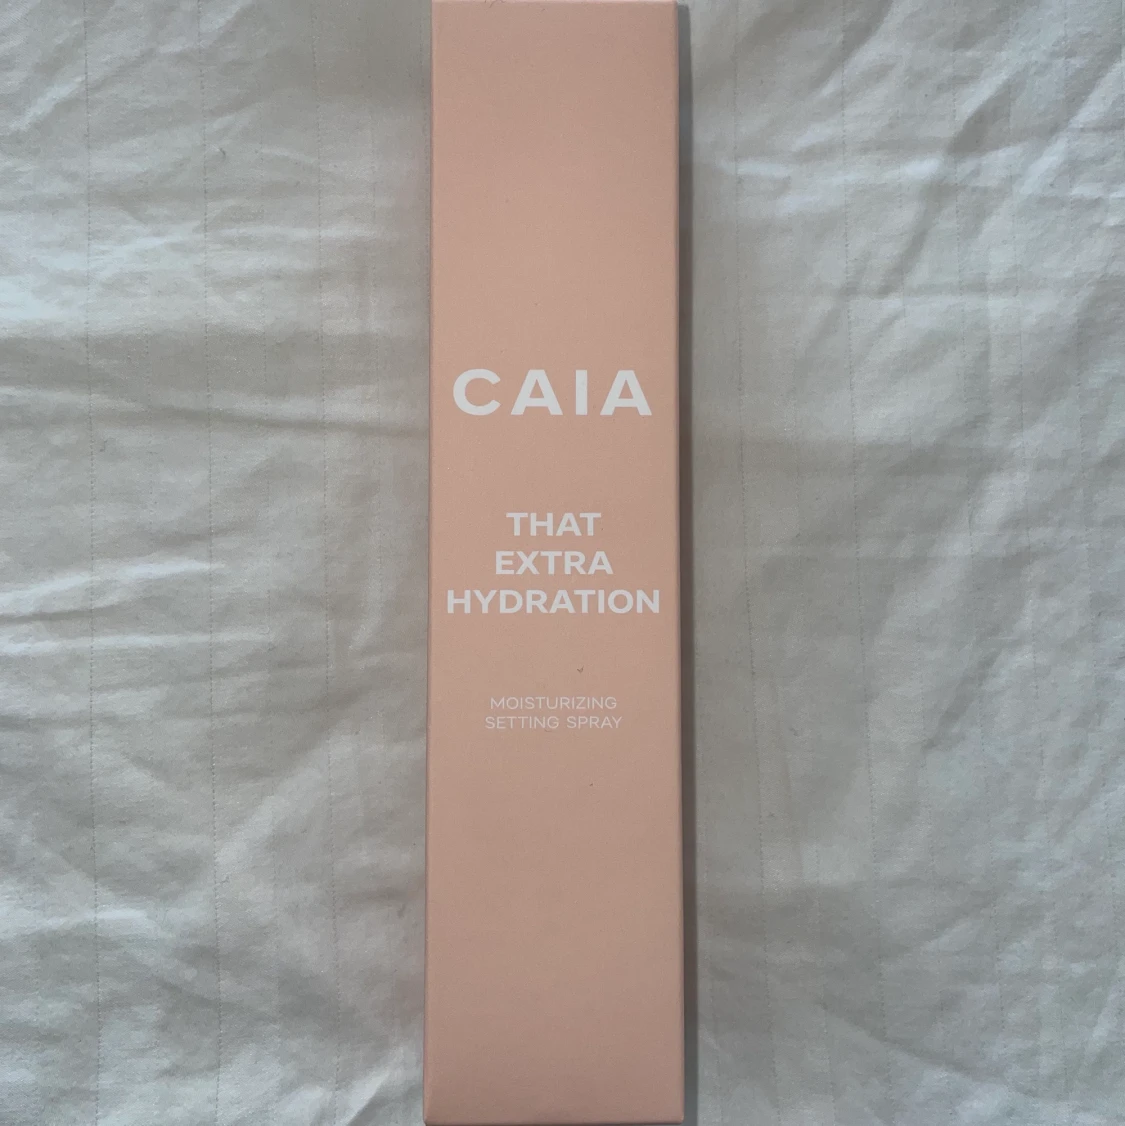 CAIA
THAT
EXTRA
HYDRATION
MOISTURIZING
SETTING SPRAY